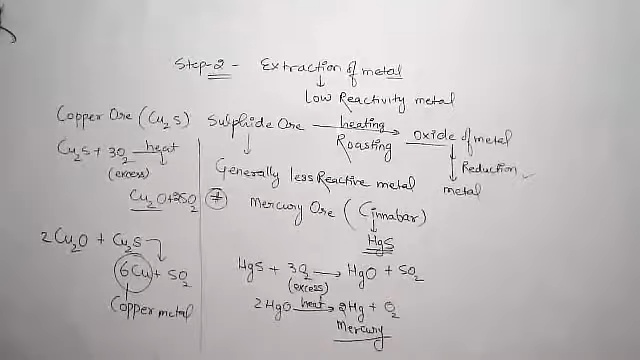 Step-2 - Extraction of metal
↓
Low Reactivity metal
Copper Ore (Cu₂S)
Cu₂S + 3O₂ heat→
(excess)
Cu₂O + 2SO₂
2Cu₂O + Cu₂S
6Cu + SO₂
Copper metal
Sulphide Ore heating→ Oxide of metal
Roasting
↓ Reduction
Generally less Reactive metal
metal
* Mercury Ore (Cinnabar)
↓
HgS
HgS + 3O₂ → HgO + SO₂
(excess)
2HgO heat→ 2Hg + O₂
Mercury